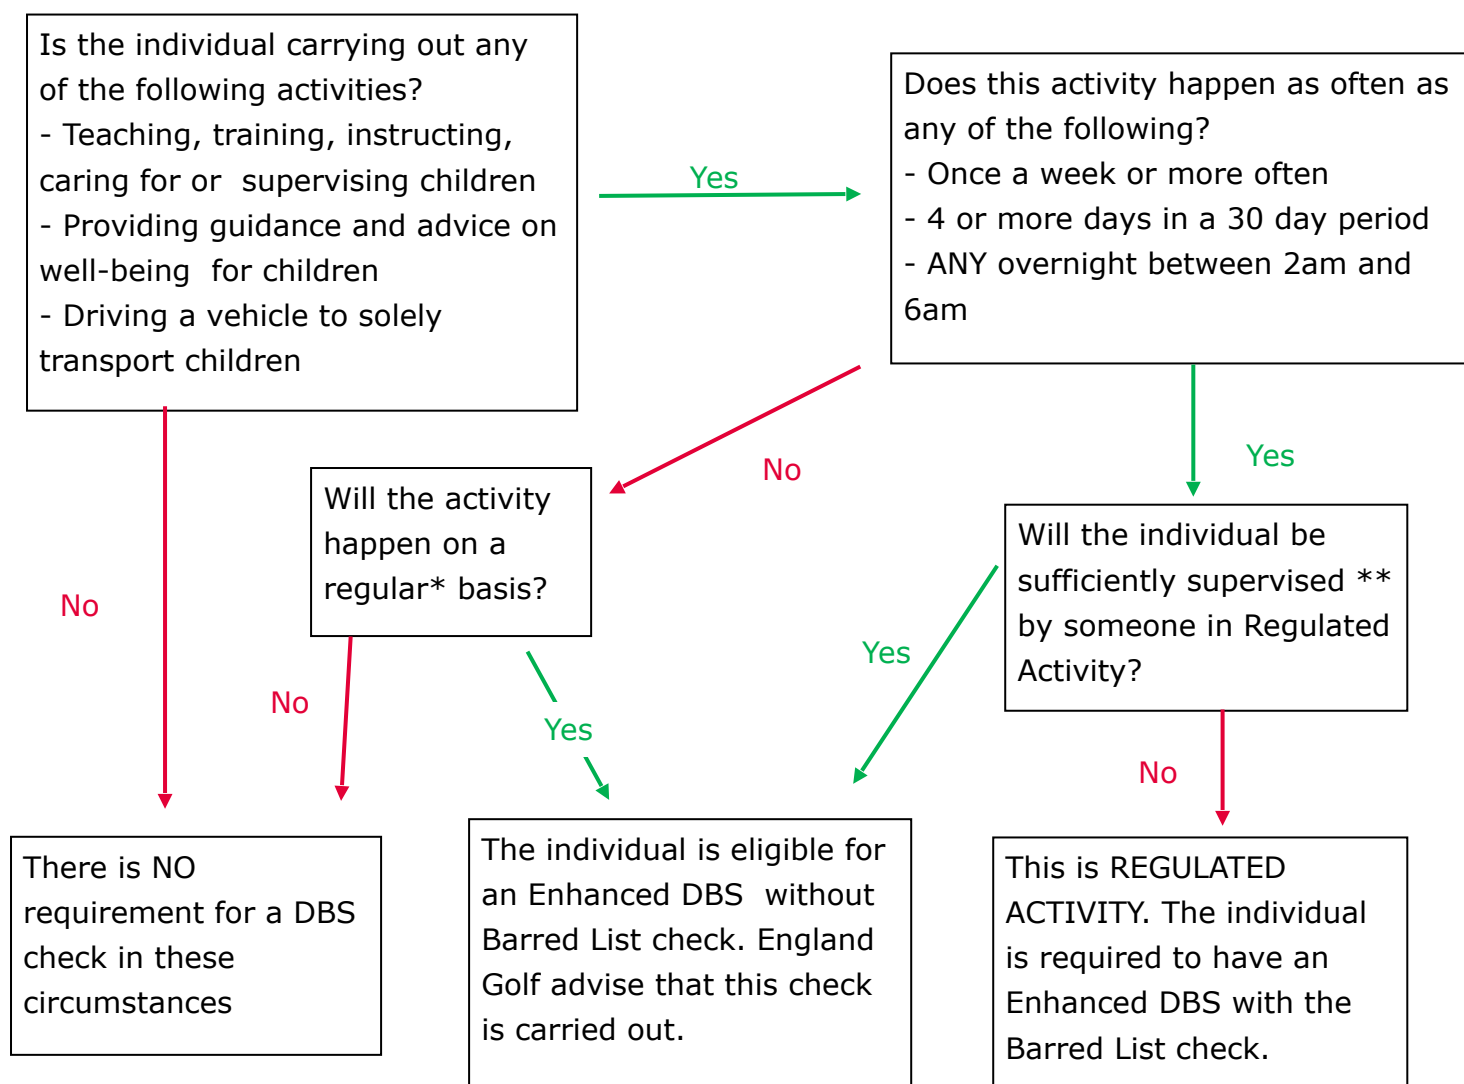 Is the individual carrying out any
of the following activities?
- Teaching, training, instructing,
caring for or supervising children
- Providing guidance and advice on
well-being for children
- Driving a vehicle to solely
transport children
Yes
Does this activity happen as often as
any of the following?
- Once a week or more often
- 4 or more days in a 30 day period
- ANY overnight between 2am and
6am
No
Yes
Will the activity
happen on a
regular* basis?
Will the individual be
sufficiently supervised **
by someone in Regulated
Activity?
No
No
Yes
Yes
No
There is NO
requirement for a DBS
check in these
circumstances
The individual is eligible for
an Enhanced DBS without
Barred List check. England
Golf advise that this check
is carried out.
This is REGULATED
ACTIVITY. The individual
is required to have an
Enhanced DBS with the
Barred List check.